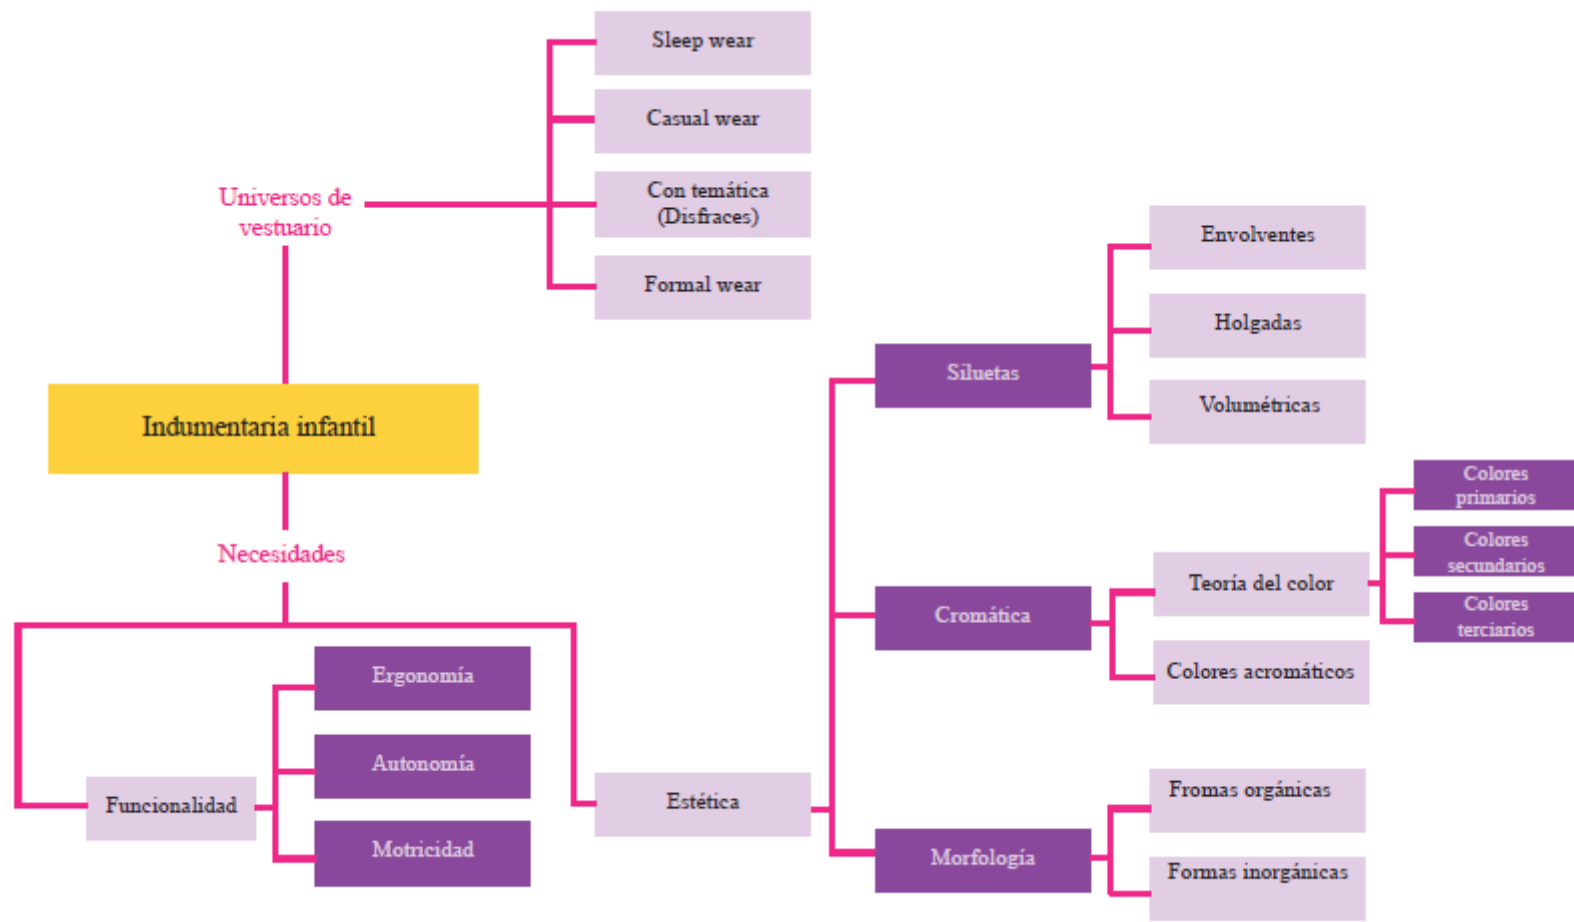 Sleep wear
Casual wear
Universos de
vestuario
Con temática
(Disfraces)
Formal wear
Indumentaria infantil
Necesidades
Funcionalidad
Ergonomía
Autonomía
Motricidad
Estética
Siluetas
Envolventes
Holgadas
Volumétricas
Cromática
Teoría del color
Colores
primarios
Colores
secundarios
Colores
terciarios
Colores acromáticos
Morfología
Fromas orgánicas
Formas inorgánicas